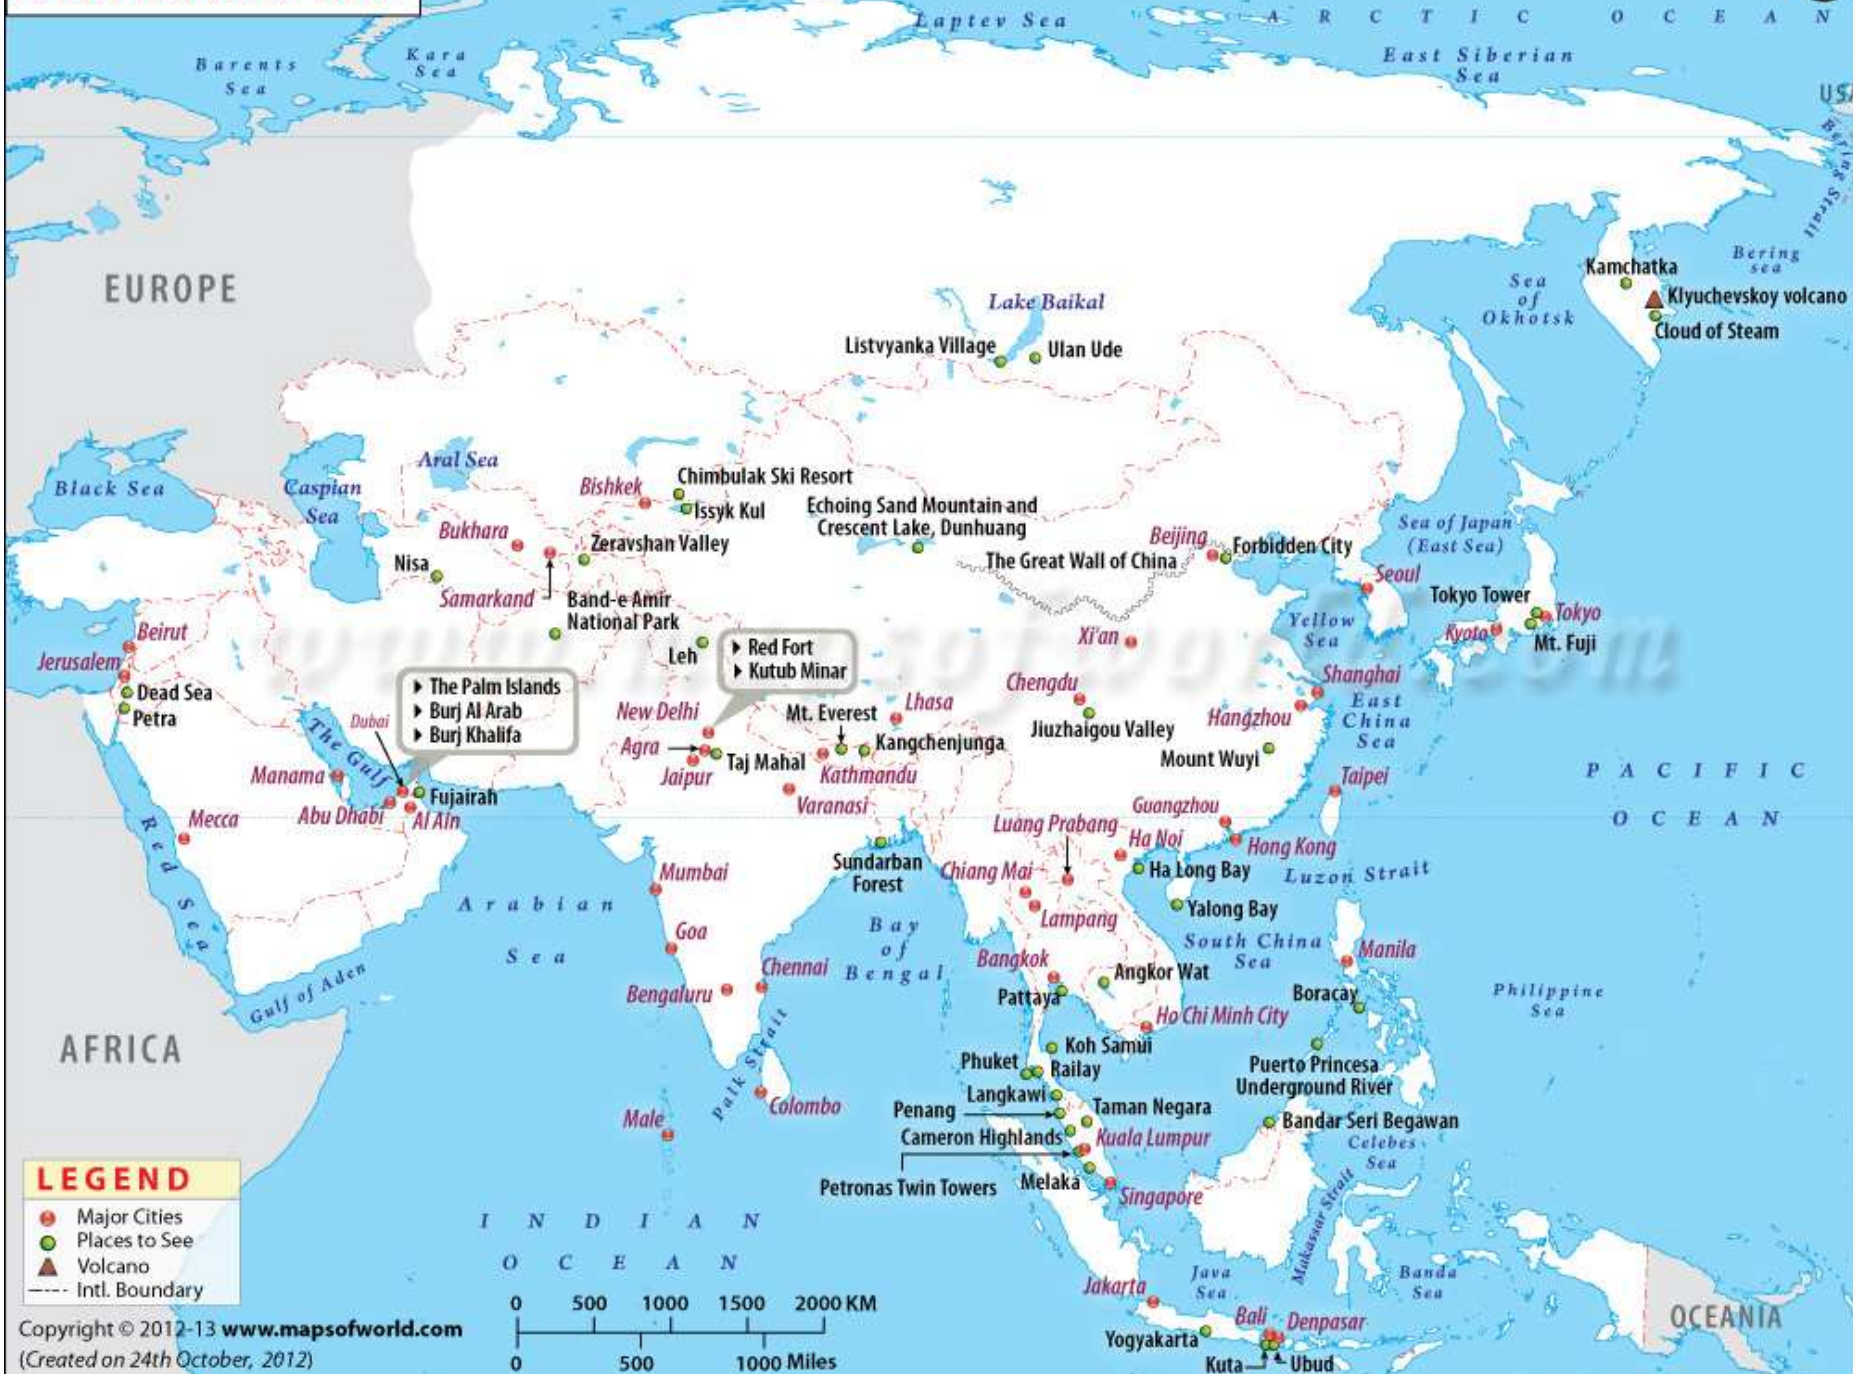 Laptev Sea
A R C T I C O C E A N
Barents
Sea
Kara
Sea
East Siberian
Sea
USA
Bering Strait
EUROPE
Bering
sea
Kamchatka
Sea
of
Okhotsk
Klyuchevskoy volcano
Cloud of Steam
Lake Baikal
Listvyanka Village
Ulan Ude
Black Sea
Caspian
Sea
Aral Sea
Bishkek
Chimbulak Ski Resort
Issyk Kul
Echoing Sand Mountain and
Crescent Lake, Dunhuang
Bukhara
Zeravshan Valley
Nisa
Samarkand
Band-e Amir
National Park
The Great Wall of China
Beijing
Forbidden City
Sea of Japan
(East Sea)
Seoul
Tokyo Tower
Tokyo
Kyoto
Mt. Fuji
Yellow
Sea
Xi'an
Beirut
Jerusalem
Dead Sea
Petra
Leh
Red Fort
Kutub Minar
The Palm Islands
Burj Al Arab
Burj Khalifa
Dubai
The Gulf
New Delhi
Agra
Taj Mahal
Jaipur
Mt. Everest
Lhasa
Kangchenjunga
Kathmandu
Varanasi
Chengdu
Jiuzhaigou Valley
Shanghai
Hangzhou
East
China
Sea
Mount Wuyi
Manama
Abu Dhabi
Al Ain
Fujairah
Mecca
Red Sea
Taipei
P A C I F I C
O C E A N
Guangzhou
Hong Kong
Luang Prabang
Ha Noi
Ha Long Bay
Luzon Strait
Chiang Mai
Lampang
Yalong Bay
Sundarban
Forest
Mumbai
Arabian
Sea
Goa
Bay
of
Bengal
Chennai
Bengaluru
Bangkok
Pattaya
Angkor Wat
South China
Sea
Manila
Boracay
Philippine
Sea
Gulf of Aden
AFRICA
Ho Chi Minh City
Koh Samui
Phuket
Railay
Puerto Princesa
Underground River
Palk Strait
Colombo
Male
Langkawi
Penang
Taman Negara
Cameron Highlands
Kuala Lumpur
Petronas Twin Towers
Melaka
Singapore
Bandar Seri Begawan
Celebes
Sea
Makassar Strait
I N D I A N
O C E A N
Jakarta
Java
Sea
Banda
Sea
Bali
Denpasar
Yogyakarta
Kuta
Ubud
OCEANIA
LEGEND
Major Cities
Places to See
Volcano
Intl. Boundary
0 500 1000 1500 2000 KM
0 500 1000 Miles
Copyright © 2012-13 www.mapsofworld.com
(Created on 24th October, 2012)